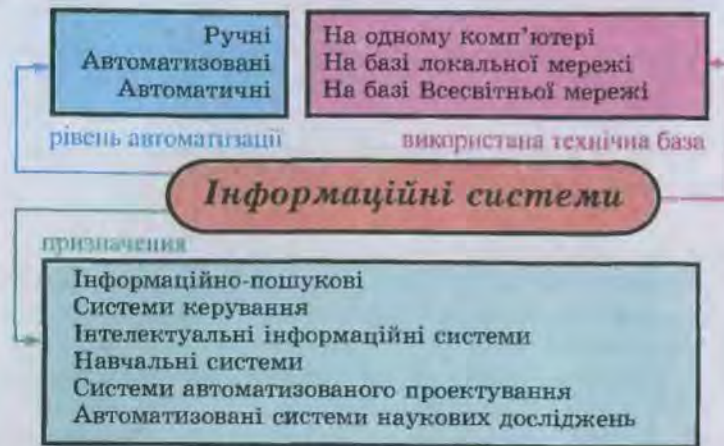 Ручні
Автоматизовані
Автоматичні
На одному комп’ютері
На базі локальної мережі
На базі Всесвітньої мережі
рівень автоматизації
використана технічна база
Інформаційні системи
призначення
Інформаційно-пошукові
Системи керування
Інтелектуальні інформаційні системи
Навчальні системи
Системи автоматизованого проектування
Автоматизовані системи наукових досліджень